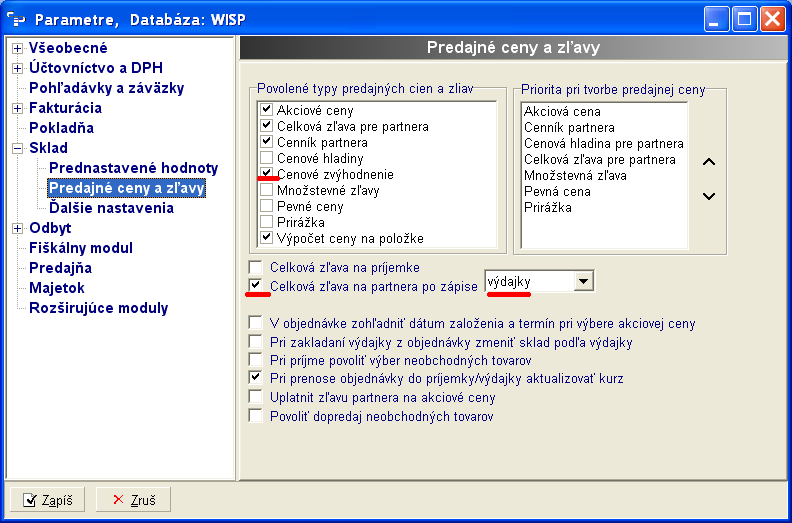 Parametre, Databáza: WISP
Všeobecné
Účtovníctvo a DPH
Pohľadávky a záväzky
Fakturácia
Pokladňa
Sklad
Prednastavené hodnoty
Predajné ceny a zľavy
Ďalšie nastavenia
Odbyt
Fiškálny modul
Predajňa
Majetok
Rozširujúce moduly
Predajné ceny a zľavy
Povolené typy predajných cien a zliav
Akciové ceny
Celková zľava pre partnera
Cenník partnera
Cenové hladiny
Cenové zvýhodnenie
Množstevné zľavy
Pevné ceny
Prirážka
Výpočet ceny na položke
Priorita pri tvorbe predajnej ceny
Akciová cena
Cenník partnera
Cenová hladina pre partnera
Celková zľava pre partnera
Množstevná zľava
Pevná cena
Prirážka
Celková zľava na príjemke
Celková zľava na partnera po zápise výdajky
V objednávke zohľadniť dátum založenia a termín pri výbere akciovej ceny
Pri zakladaní výdajky z objednávky zmeniť sklad podľa výdajky
Pri príjme povoliť výber neobchodných tovarov
Pri prenose objednávky do príjemky/výdajky aktualizovať kurz
Uplatnit zľavu partnera na akciové ceny
Povoliť dopredaj neobchodných tovarov
Zapíš
Zruš